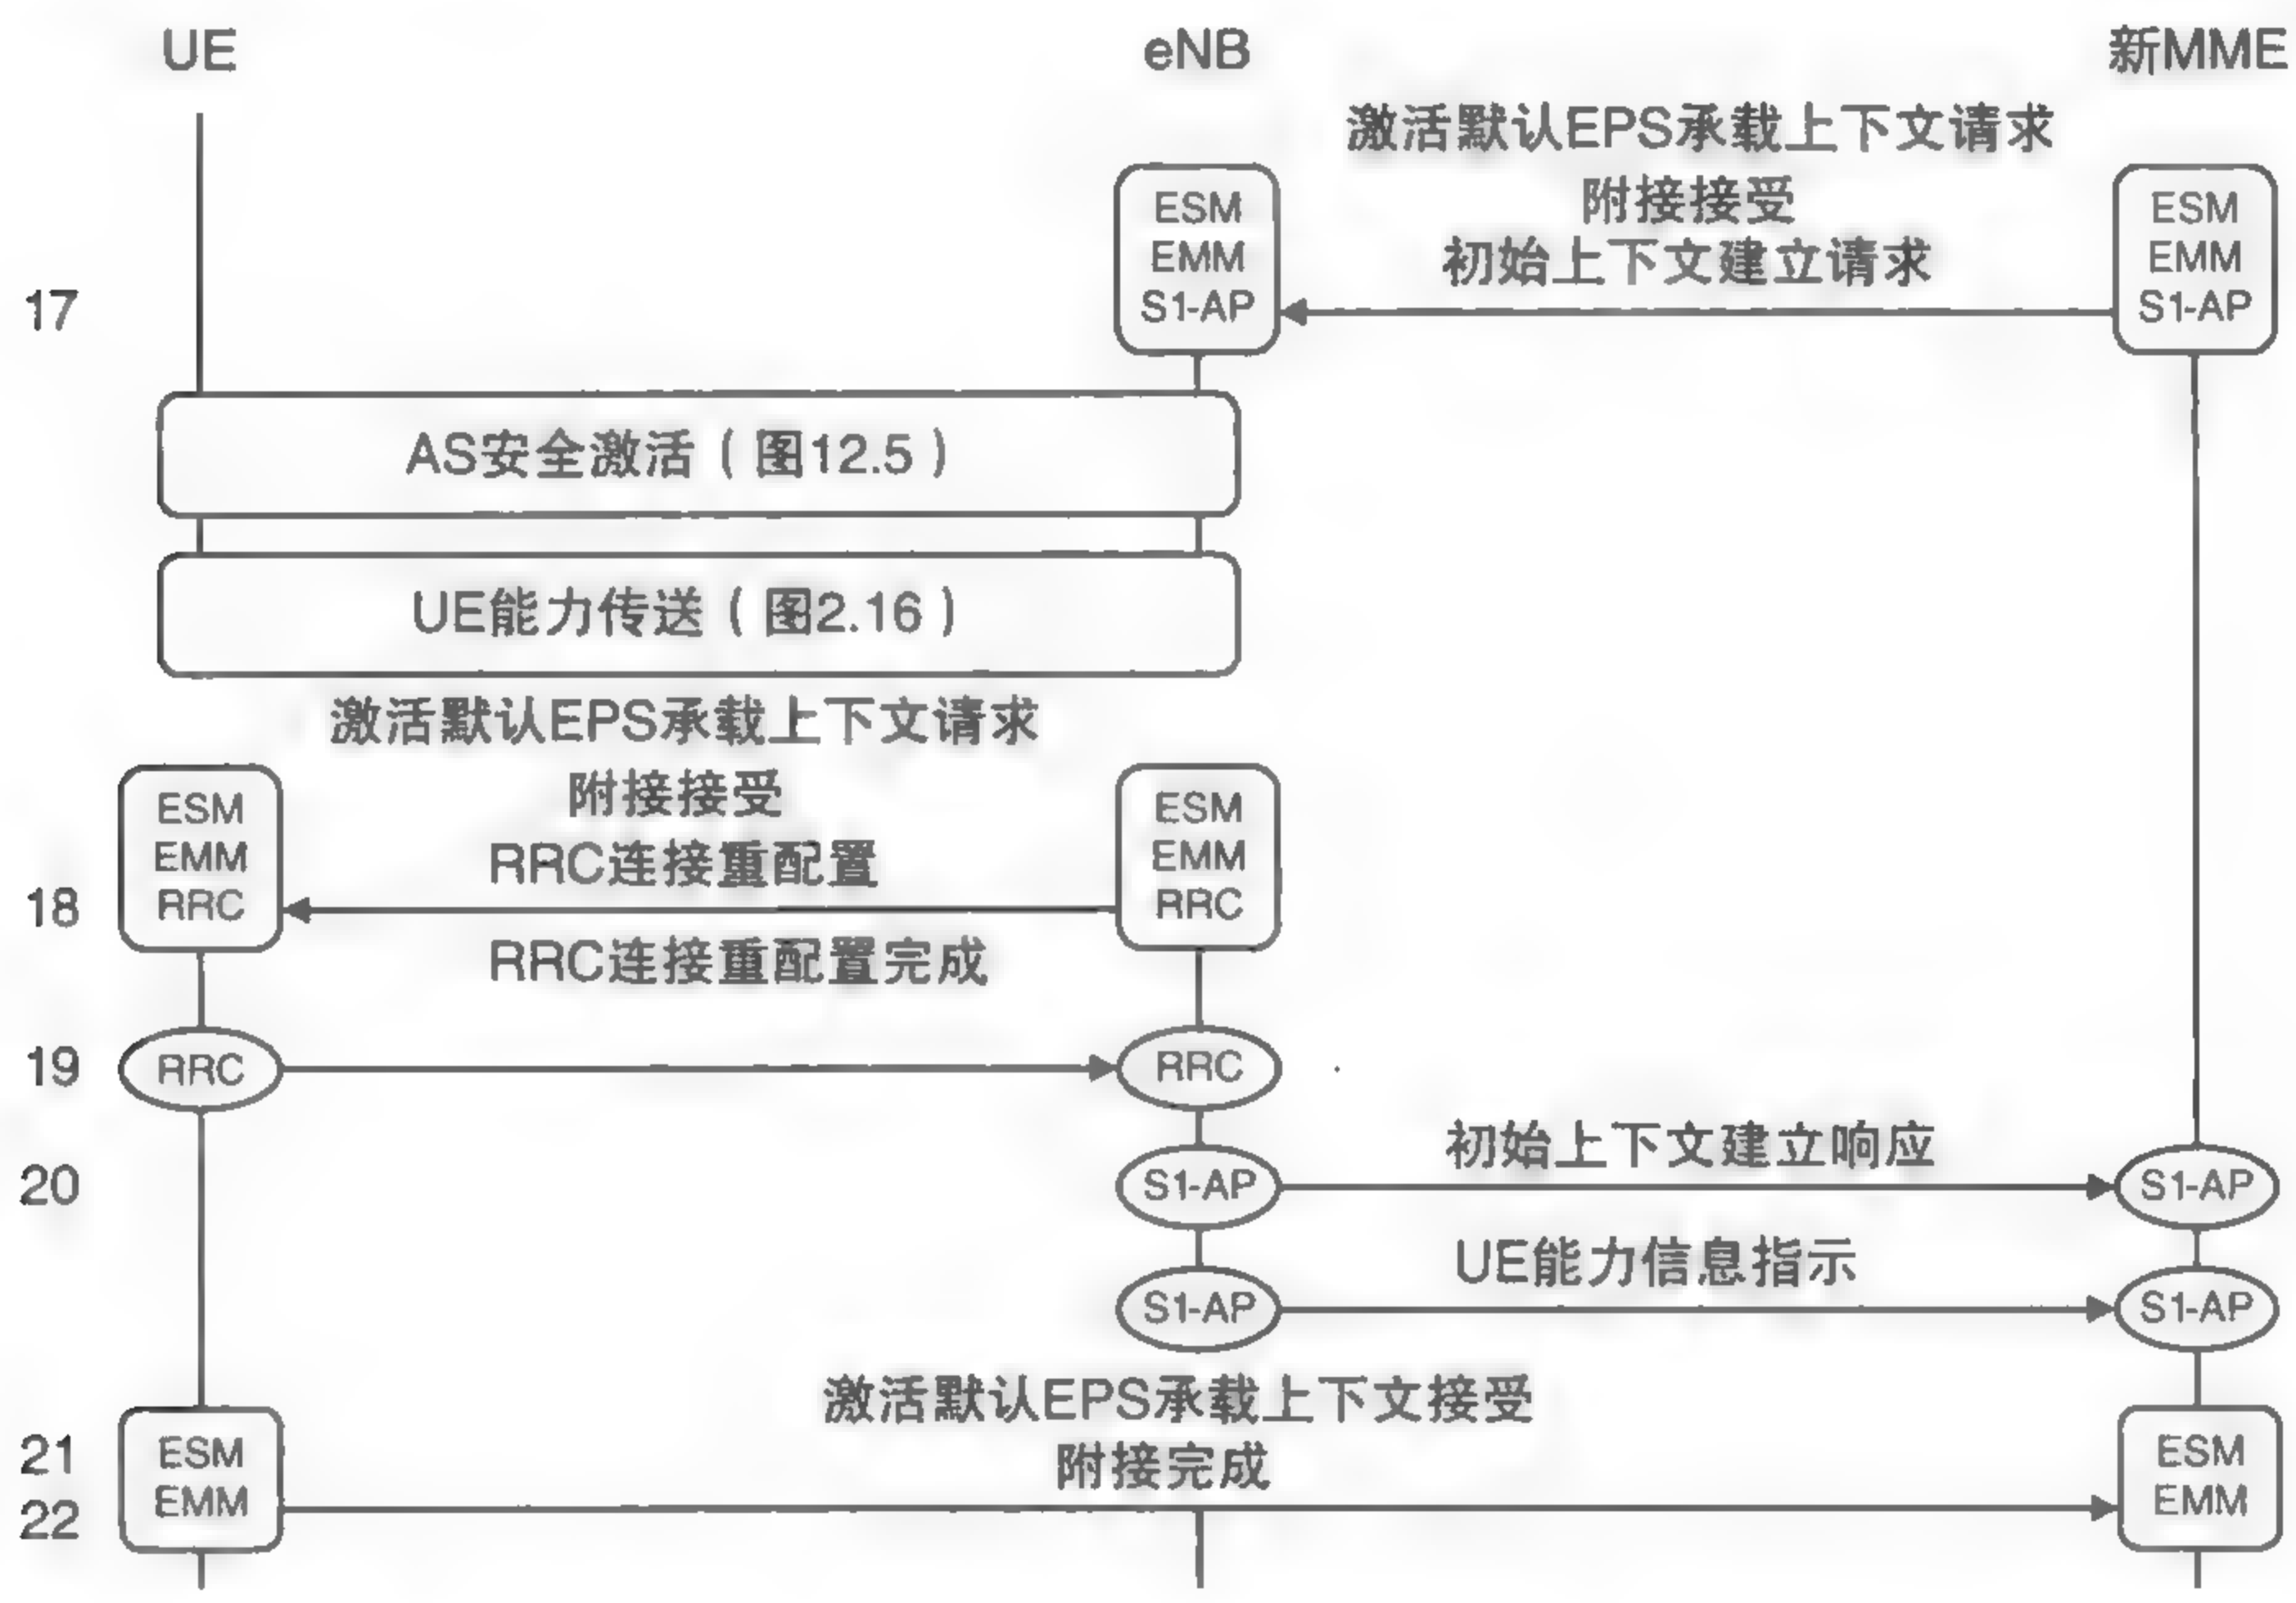 UE
eNB
新MME
激活默认EPS承载上下文请求
附接接受
初始上下文建立请求
17
ESM
EMM
S1-AP
ESM
EMM
S1-AP
AS安全激活（图12.5）
UE能力传送（图2.16）
激活默认EPS承载上下文请求
附接接受
RRC连接重配置
18
ESM
EMM
RRC
ESM
EMM
RRC
RRC连接重配置完成
19
RRC
RRC
初始上下文建立响应
20
S1-AP
S1-AP
UE能力信息指示
S1-AP
S1-AP
激活默认EPS承载上下文接受
附接完成
21
22
ESM
EMM
ESM
EMM